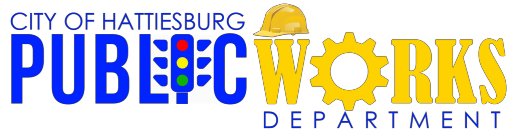 CITY OF HATTIESBURG
PUBLIC WORKS
DEPARTMENT